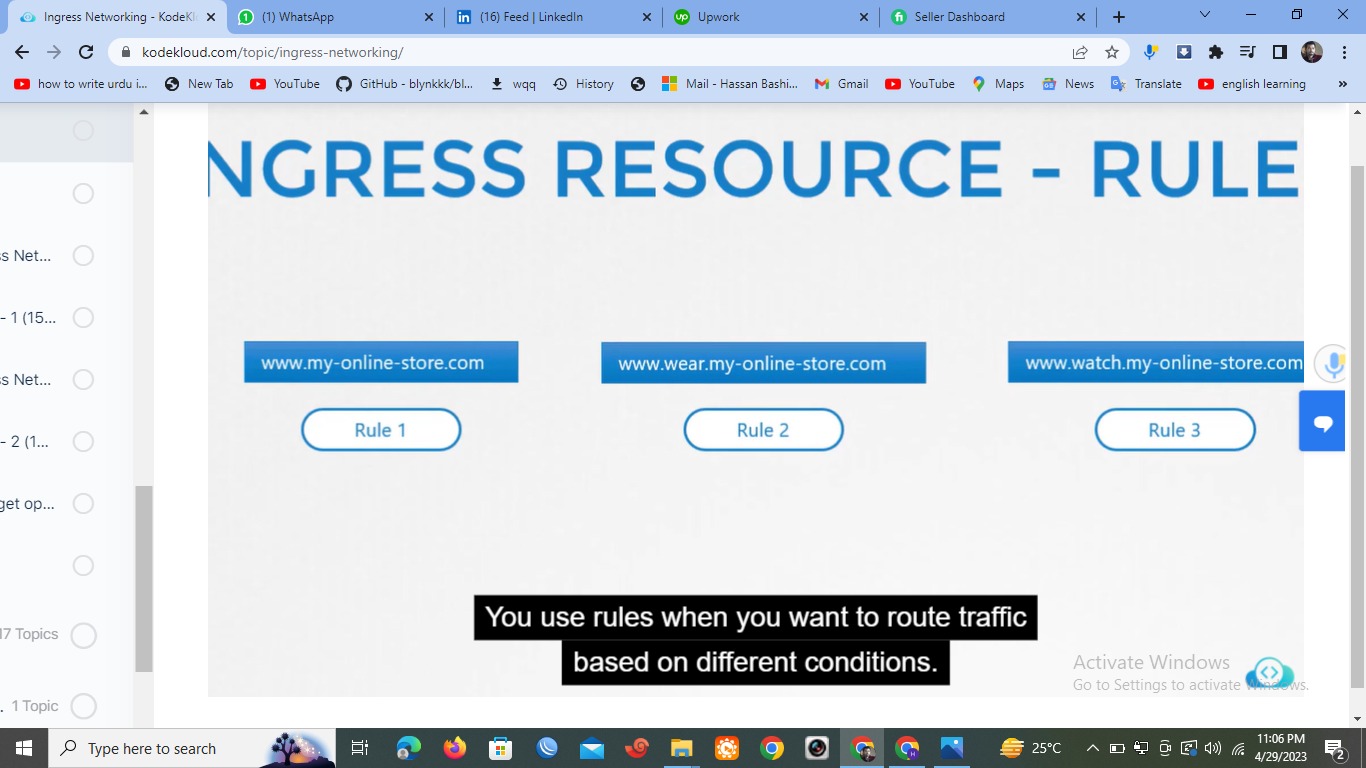 Ingress Networking - KodeKl
(1) WhatsApp
(16) Feed | LinkedIn
Upwork
Seller Dashboard
kodekloud.com/topic/ingress-networking/
how to write urdu i...
New Tab
YouTube
GitHub - blynkkk/bl...
wqq
History
Mail - Hassan Bashi...
Gmail
YouTube
Maps
News
Translate
english learning
»
NGRESS RESOURCE - RULE
s Net...
- 1 (15...
ss Net...
- 2 (1...
get op...
17 Topics
. 1 Topic
www.my-online-store.com
www.wear.my-online-store.com
www.watch.my-online-store.com
Rule 1
Rule 2
Rule 3
You use rules when you want to route traffic
based on different conditions.
Activate Windows
Go to Settings to activate Windows.
Type here to search
25°C
11:06 PM
4/29/2023
2